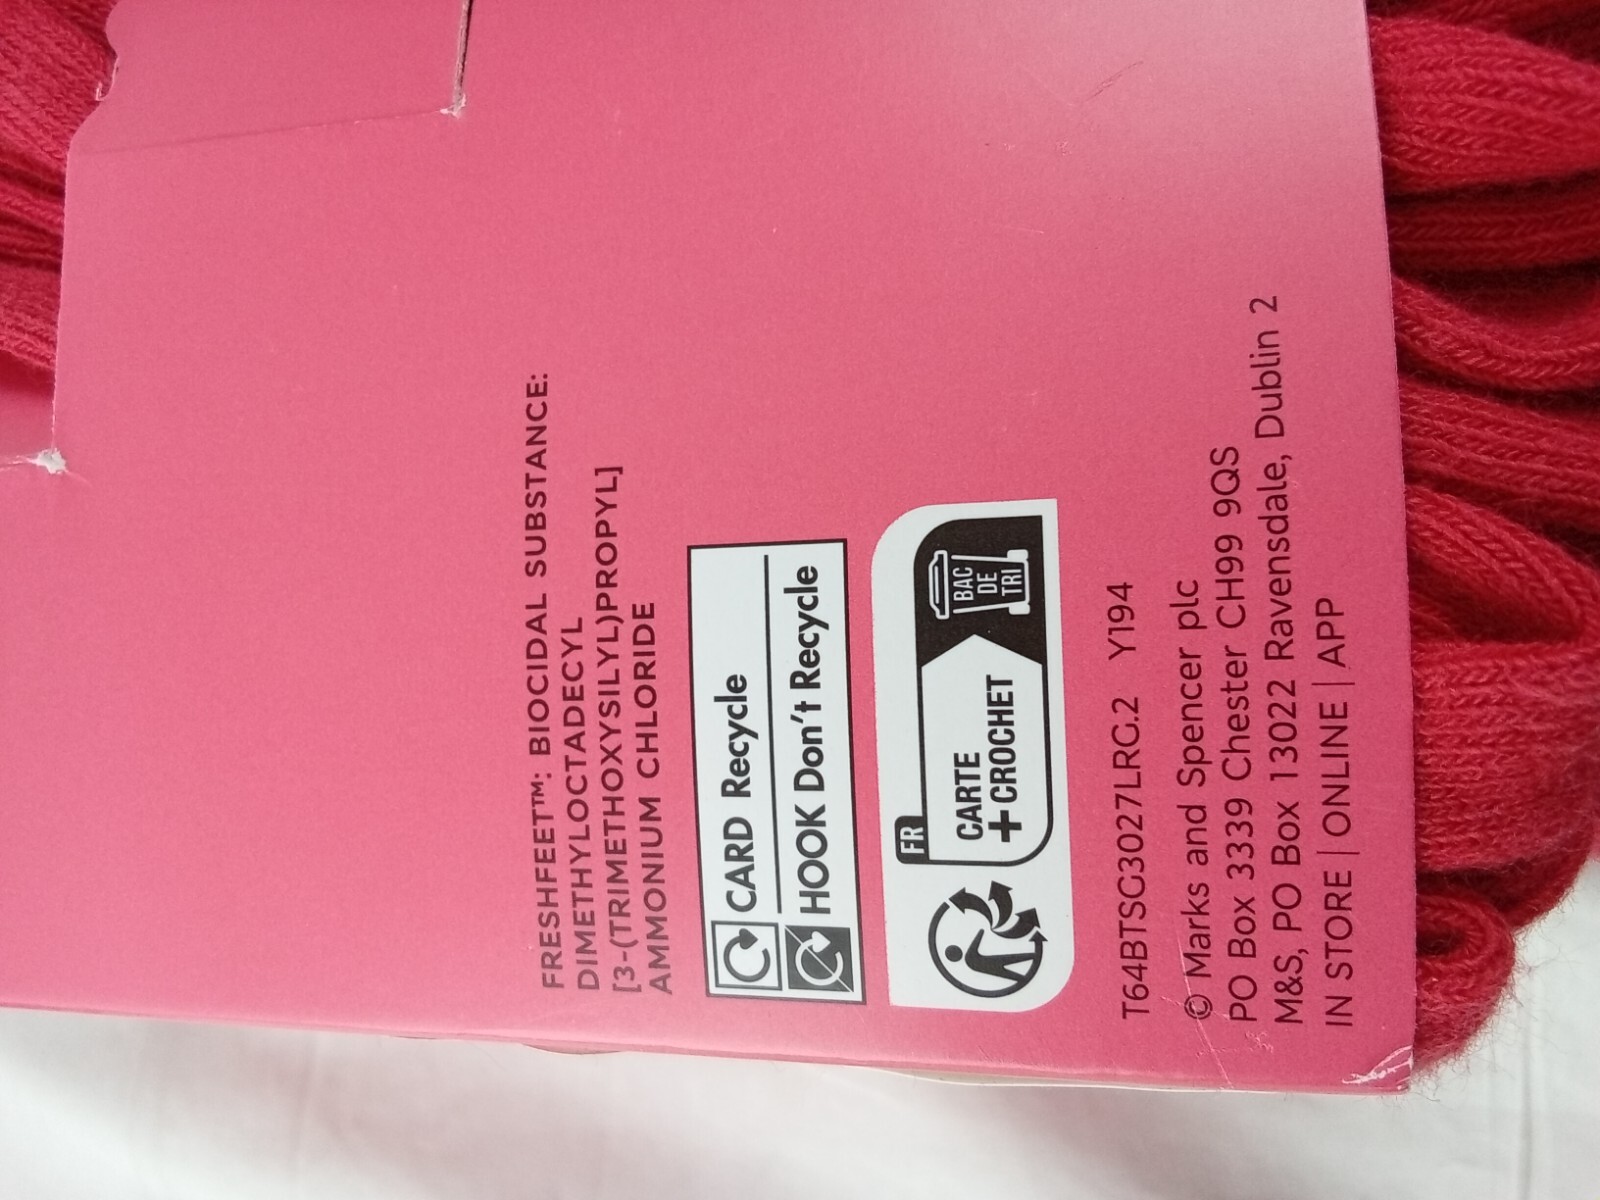 FRESHFEET™: BIOCIDAL SUBSTANCE:
DIMETHYLOCTADECYL
[3-(TRIMETHOXYSILYL)PROPYL]
AMMONIUM CHLORIDE
CARD Recycle
HOOK Don't Recycle
FR
CARTE
+ CROCHET
BAC
DE
TRI
T64BTSG3027LRG.2 Y194
© Marks and Spencer plc
PO Box 3339 Chester CH99 9QS
M&S, PO Box 13022 Ravensdale, Dublin 2
IN STORE | ONLINE | APP